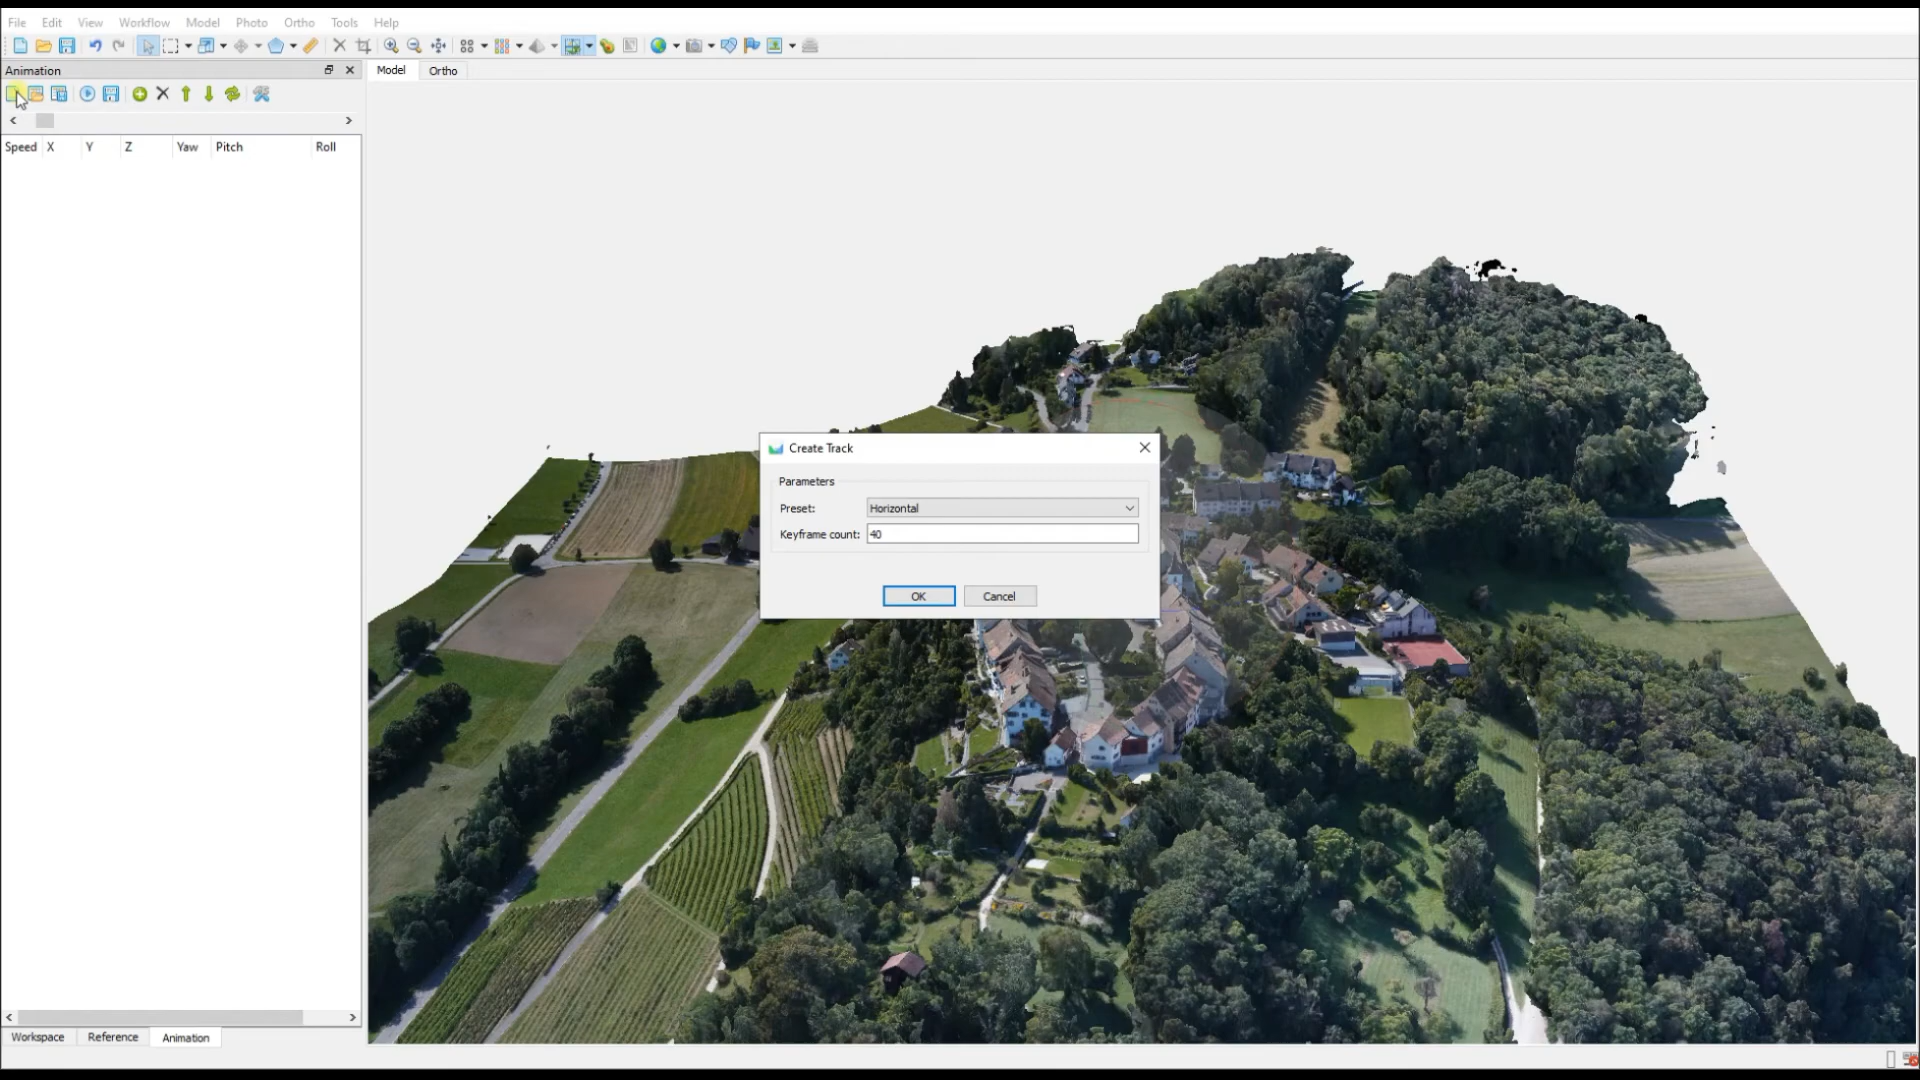 File Edit View Workflow Model Photo Ortho Tools Help
Animation
Model Ortho
Speed X Y Z Yaw Pitch Roll
Create Track
Parameters
Preset: Horizontal
Keyframe count: 40
OK Cancel
Workspace Reference Animation